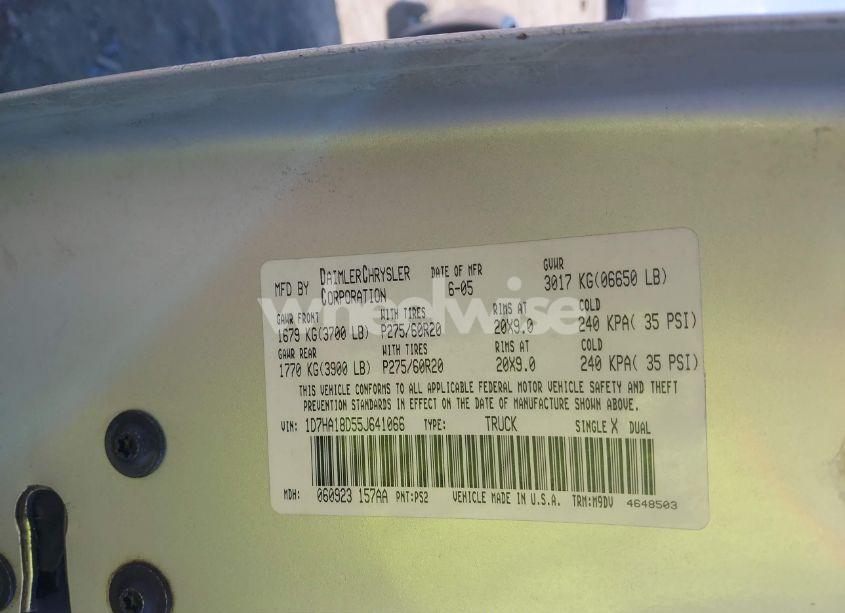 MFD BY DAIMLERCHRYSLER CORPORATION DATE OF MFR 6-05 GVWR 3017 KG(06650 LB)
GAWR FRONT WITH TIRES RIMS AT COLD
1679 KG(3700 LB) P275/60R20 20X9.0 240 KPA( 35 PSI)
GAWR REAR WITH TIRES RIMS AT COLD
1770 KG(3900 LB) P275/60R20 20X9.0 240 KPA( 35 PSI)
THIS VEHICLE CONFORMS TO ALL APPLICABLE FEDERAL MOTOR VEHICLE SAFETY AND THEFT
PREVENTION STANDARDS IN EFFECT ON THE DATE OF MANUFACTURE SHOWN ABOVE.
VIN: 1D7HA18D55J641066 TYPE: TRUCK SINGLE X DUAL
MDH: 060923 157AA PNT:PS2 VEHICLE MADE IN U.S.A. TRM:M9DV 4648503
wheelwise